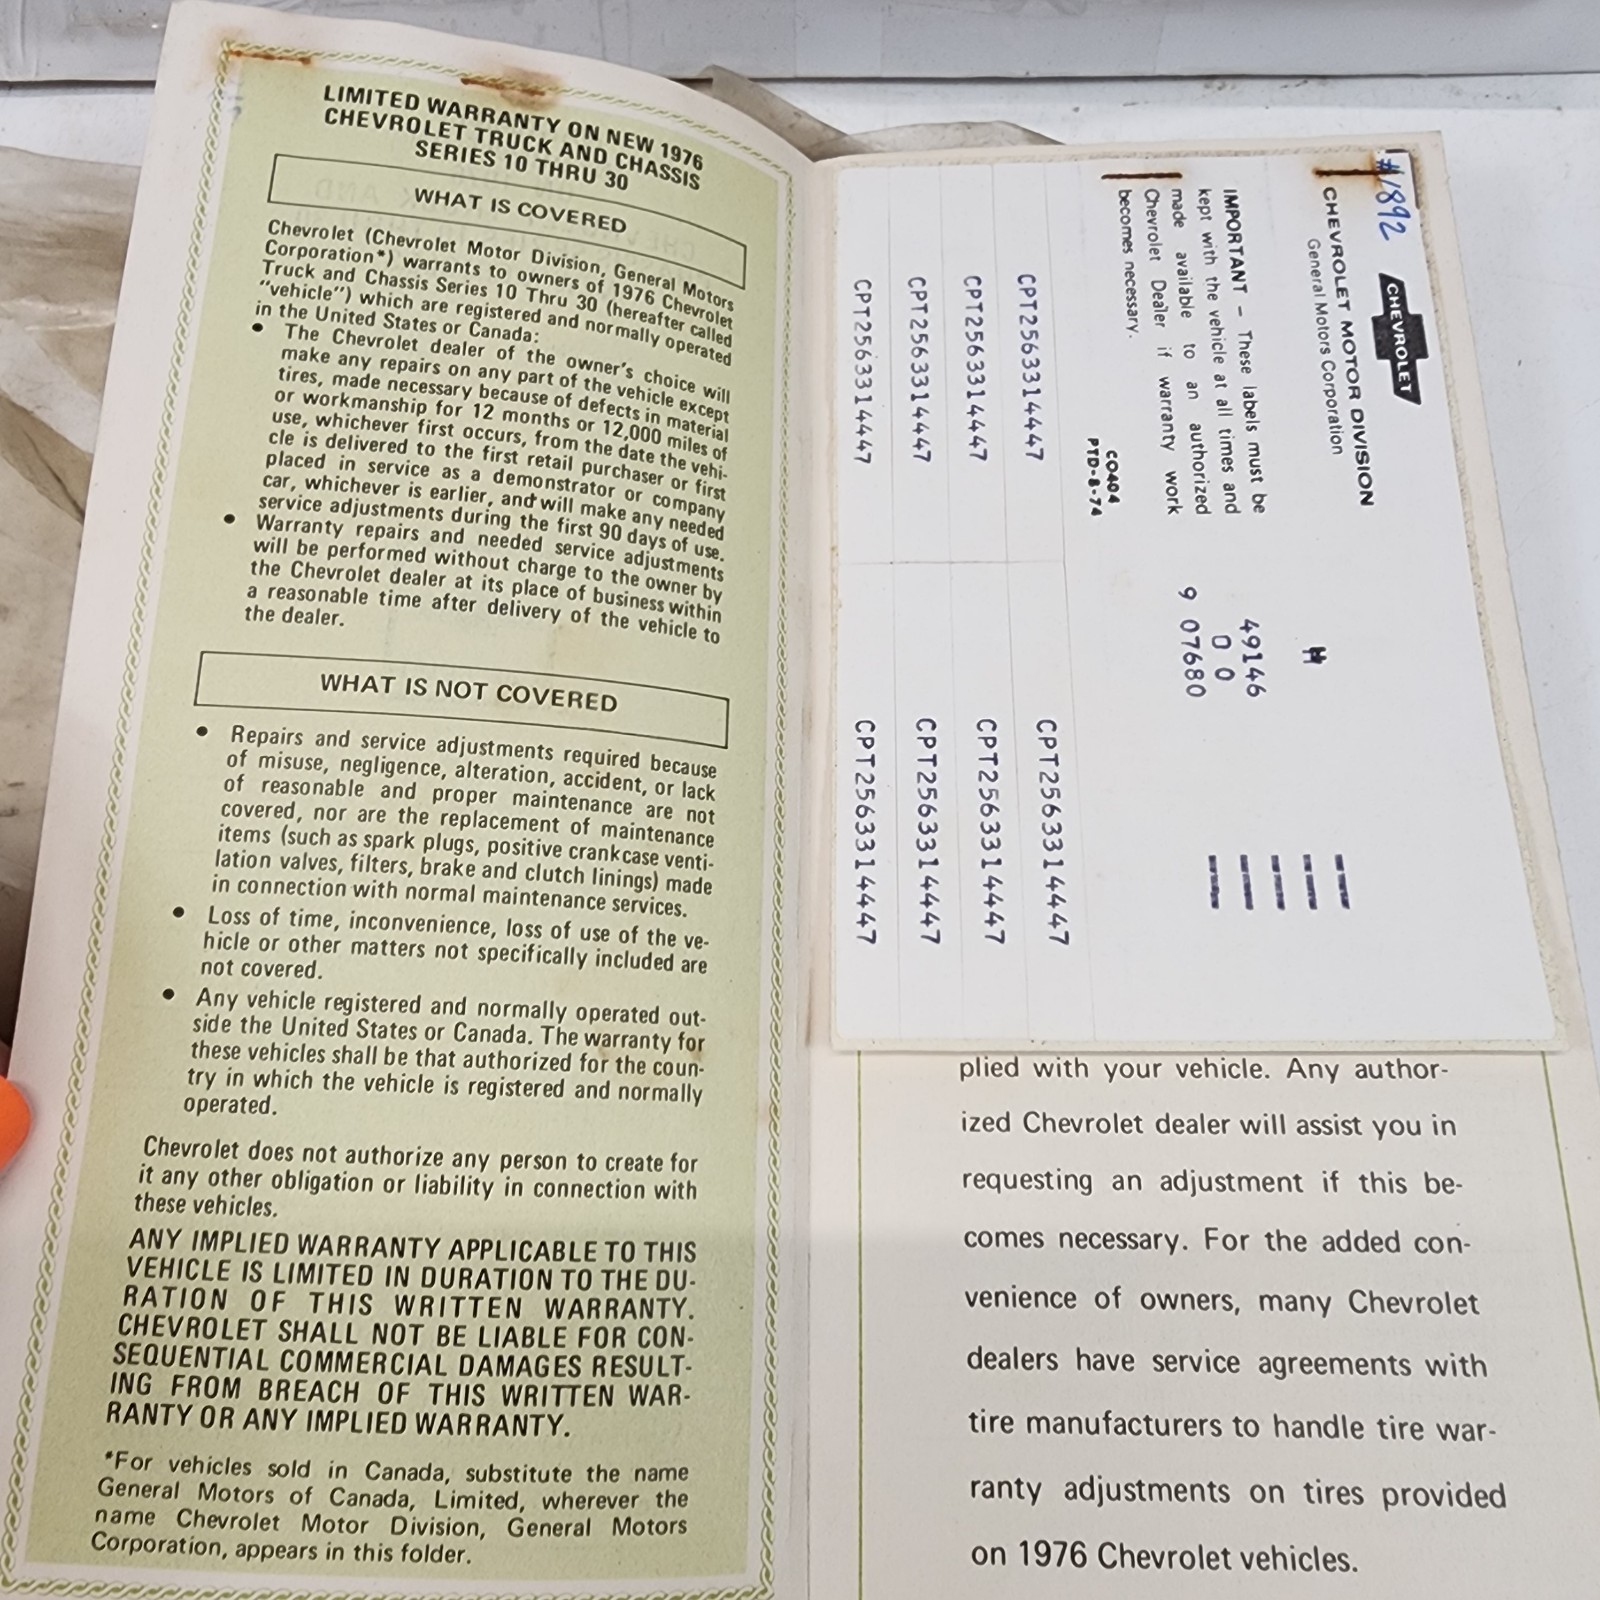 LIMITED WARRANTY ON NEW 1976
CHEVROLET TRUCK AND CHASSIS
SERIES 10 THRU 30
WHAT IS COVERED
Chevrolet (Chevrolet Motor Division, General Motors
Corporation*) warrants to owners of 1976 Chevrolet
Truck and Chassis Series 10 Thru 30 (hereafter called
"vehicle") which are registered and normally operated
in the United States or Canada:
• The Chevrolet dealer of the owner's choice will
make any repairs on any part of the vehicle except
tires, made necessary because of defects in material
or workmanship for 12 months or 12,000 miles of
use, whichever first occurs, from the date the vehi-
cle is delivered to the first retail purchaser or first
placed in service as a demonstrator or company
car, whichever is earlier, and will make any needed
service adjustments during the first 90 days of use.
• Warranty repairs and needed service adjustments
will be performed without charge to the owner by
the Chevrolet dealer at its place of business within
a reasonable time after delivery of the vehicle to
the dealer.
WHAT IS NOT COVERED
• Repairs and service adjustments required because
of misuse, negligence, alteration, accident, or lack
of reasonable and proper maintenance are not
covered, nor are the replacement of maintenance
items (such as spark plugs, positive crankcase venti-
lation valves, filters, brake and clutch linings) made
in connection with normal maintenance services.
• Loss of time, inconvenience, loss of use of the ve-
hicle or other matters not specifically included are
not covered.
• Any vehicle registered and normally operated out-
side the United States or Canada. The warranty for
these vehicles shall be that authorized for the coun-
try in which the vehicle is registered and normally
operated.
Chevrolet does not authorize any person to create for
it any other obligation or liability in connection with
these vehicles.
ANY IMPLIED WARRANTY APPLICABLE TO THIS
VEHICLE IS LIMITED IN DURATION TO THE DU-
RATION OF THIS WRITTEN WARRANTY.
CHEVROLET SHALL NOT BE LIABLE FOR CON-
SEQUENTIAL COMMERCIAL DAMAGES RESULT-
ING FROM BREACH OF THIS WRITTEN WAR-
RANTY OR ANY IMPLIED WARRANTY.
*For vehicles sold in Canada, substitute the name
General Motors of Canada, Limited, wherever the
name Chevrolet Motor Division, General Motors
Corporation, appears in this folder.
#1892
CHEVROLET
CHEVROLET MOTOR DIVISION
General Motors Corporation
IMPORTANT – These labels must be
kept with the vehicle at all times and
made available to an authorized
Chevrolet Dealer if warranty work
becomes necessary.
C0404
PTD-8-74
49146
0 0
9 07680
CPT2563314447 CPT2563314447
CPT2563314447 CPT2563314447
CPT2563314447 CPT2563314447
CPT2563314447 CPT2563314447
plied with your vehicle. Any author-
ized Chevrolet dealer will assist you in
requesting an adjustment if this be-
comes necessary. For the added con-
venience of owners, many Chevrolet
dealers have service agreements with
tire manufacturers to handle tire war-
ranty adjustments on tires provided
on 1976 Chevrolet vehicles.